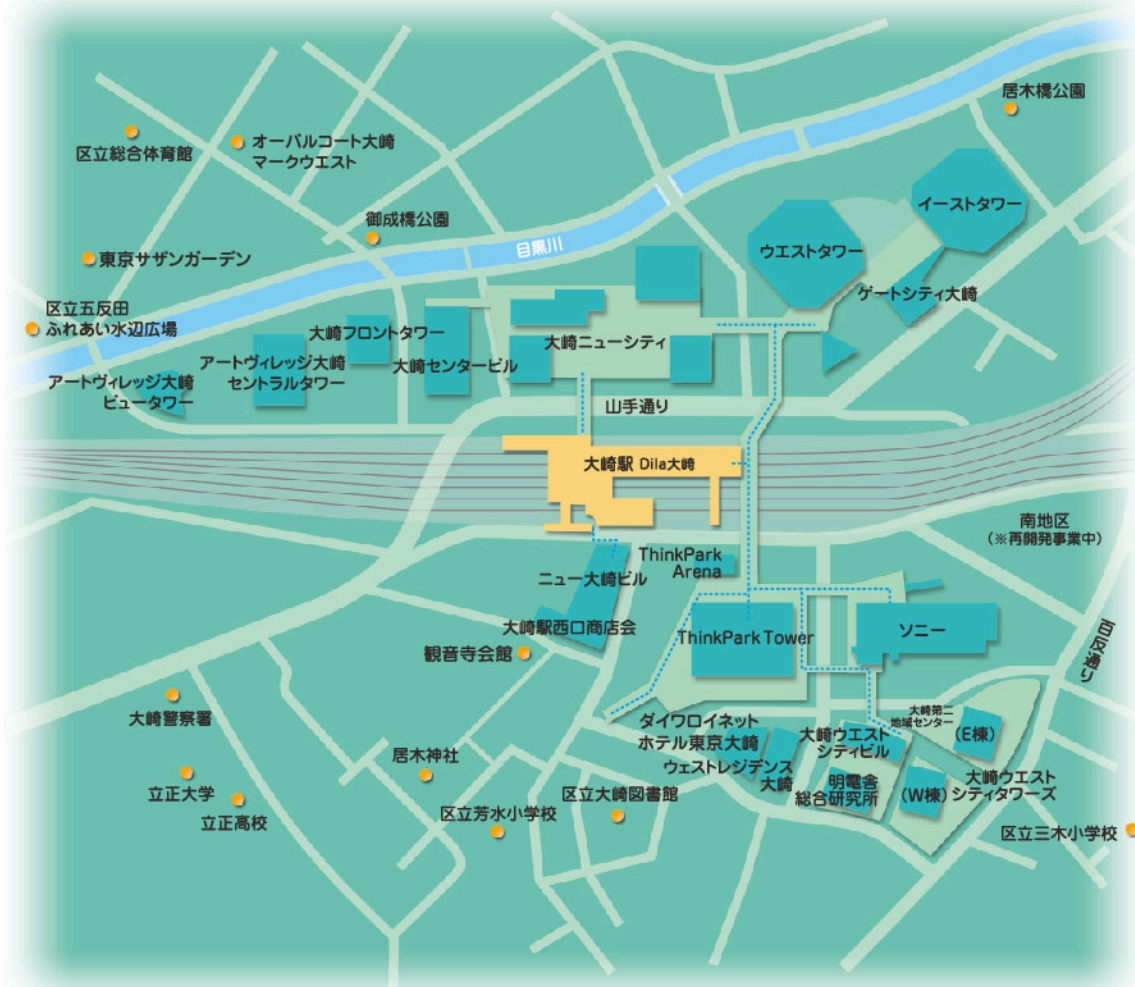 居木橋公園
区立総合体育館
オーバルコート大崎
マークウエスト
イーストタワー
御成橋公園
目黒川
ウエストタワー
東京サザンガーデン
ゲートシティ大崎
区立五反田
ふれあい水辺広場
大崎フロントタワー
大崎ニューシティ
アートヴィレッジ大崎
セントラルタワー
大崎センタービル
アートヴィレッジ大崎
ビュータワー
山手通り
大崎駅 Dila大崎
南地区
(※再開発事業中)
ThinkPark
Arena
ニュー大崎ビル
大崎駅西口商店会
ThinkPark Tower
ソニー
百反通り
観音寺会館
大崎警察署
ダイワロイネット
ホテル東京大崎
大崎第二
地域センター
(E棟)
大崎ウエスト
シティビル
ウェストレジデンス
大崎
居木神社
立正大学
立正高校
区立芳水小学校
区立大崎図書館
明電舎
総合研究所
(W棟)
大崎ウエスト
シティタワーズ
区立三木小学校